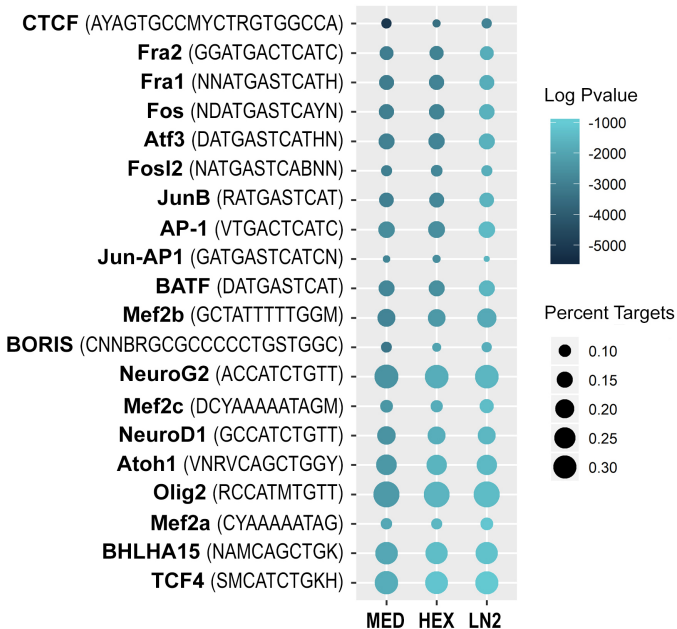 CTCF (AYAGTGCCMYCTRGTGGCCA)
Fra2 (GGATGACTCATC)
Fra1 (NNATGASTCATH)
Fos (NDATGASTCAYN)
Atf3 (DATGASTCATHN)
Fosl2 (NATGASTCABNN)
JunB (RATGASTCAT)
AP-1 (VTGACTCATC)
Jun-AP1 (GATGASTCATCN)
BATF (DATGASTCAT)
Mef2b (GCTATTTTTGGM)
BORIS (CNNBRGCGCCCCCTGSTGGC)
NeuroG2 (ACCATCTGTT)
Mef2c (DCYAAAAATAGM)
NeuroD1 (GCCATCTGTT)
Atoh1 (VNRVCAGCTGGY)
Olig2 (RCCATMTGTT)
Mef2a (CYAAAAATAG)
BHLHA15 (NAMCAGCTGK)
TCF4 (SMCATCTGKH)
MED HEX LN2
Log Pvalue
-1000
-2000
-3000
-4000
-5000
Percent Targets
0.10
0.15
0.20
0.25
0.30